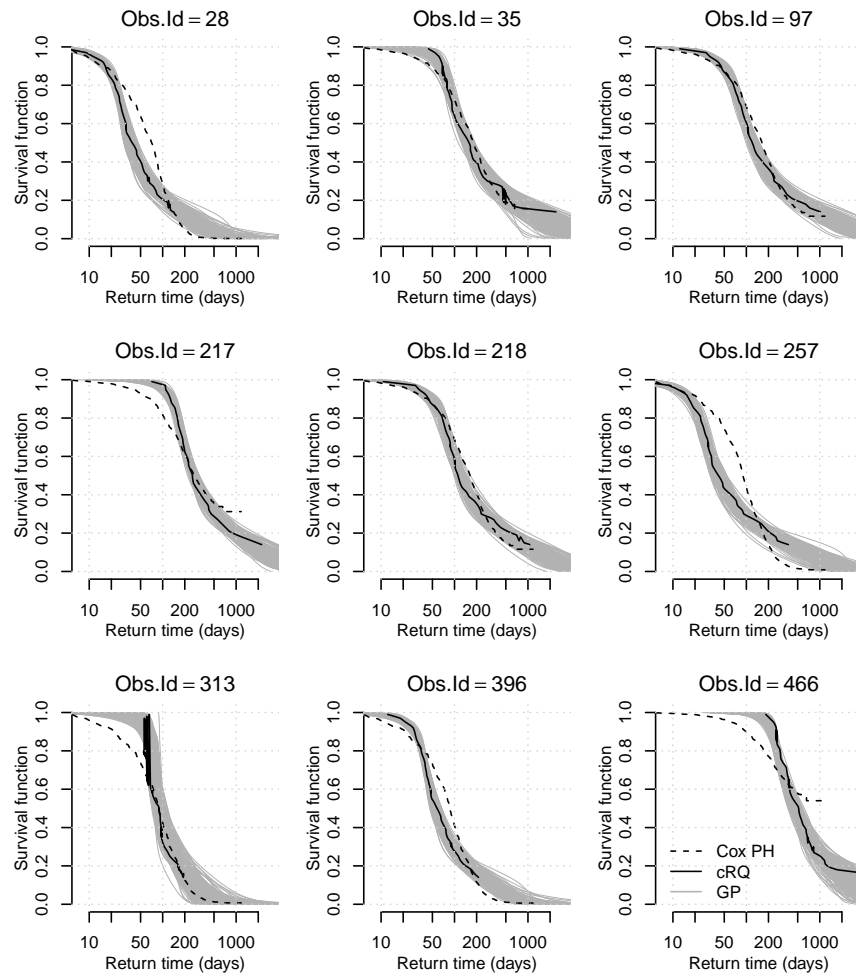 Obs.Id = 28
Obs.Id = 35
Obs.Id = 97
Survival function
0.0 0.2 0.4 0.6 0.8 1.0
Survival function
0.0 0.2 0.4 0.6 0.8 1.0
Survival function
0.0 0.2 0.4 0.6 0.8 1.0
10 50 200 1000
10 50 200 1000
10 50 200 1000
Return time (days)
Return time (days)
Return time (days)
Obs.Id = 217
Obs.Id = 218
Obs.Id = 257
Survival function
0.0 0.2 0.4 0.6 0.8 1.0
Survival function
0.0 0.2 0.4 0.6 0.8 1.0
Survival function
0.0 0.2 0.4 0.6 0.8 1.0
10 50 200 1000
10 50 200 1000
10 50 200 1000
Return time (days)
Return time (days)
Return time (days)
Obs.Id = 313
Obs.Id = 396
Obs.Id = 466
Survival function
0.0 0.2 0.4 0.6 0.8 1.0
Survival function
0.0 0.2 0.4 0.6 0.8 1.0
Survival function
0.0 0.2 0.4 0.6 0.8 1.0
Cox PH
cRQ
GP
10 50 200 1000
10 50 200 1000
10 50 200 1000
Return time (days)
Return time (days)
Return time (days)